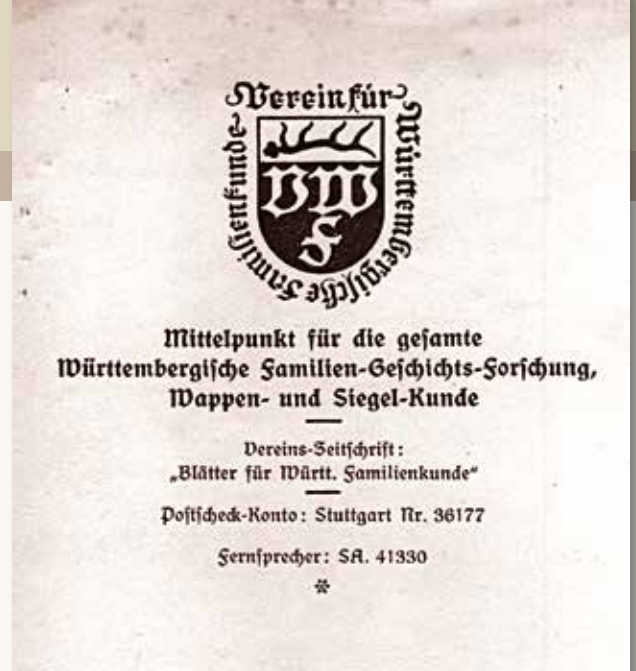 Verein für Württembergische Familienkunde
VW
F
Mittelpunkt für die gesamte
Württembergische Familien-Geschichts-Forschung,
Wappen- und Siegel-Kunde
Vereins-Zeitschrift:
„Blätter für Württ. Familienkunde“
Postscheck-Konto: Stuttgart Nr. 36177
Fernsprecher: SA. 41330